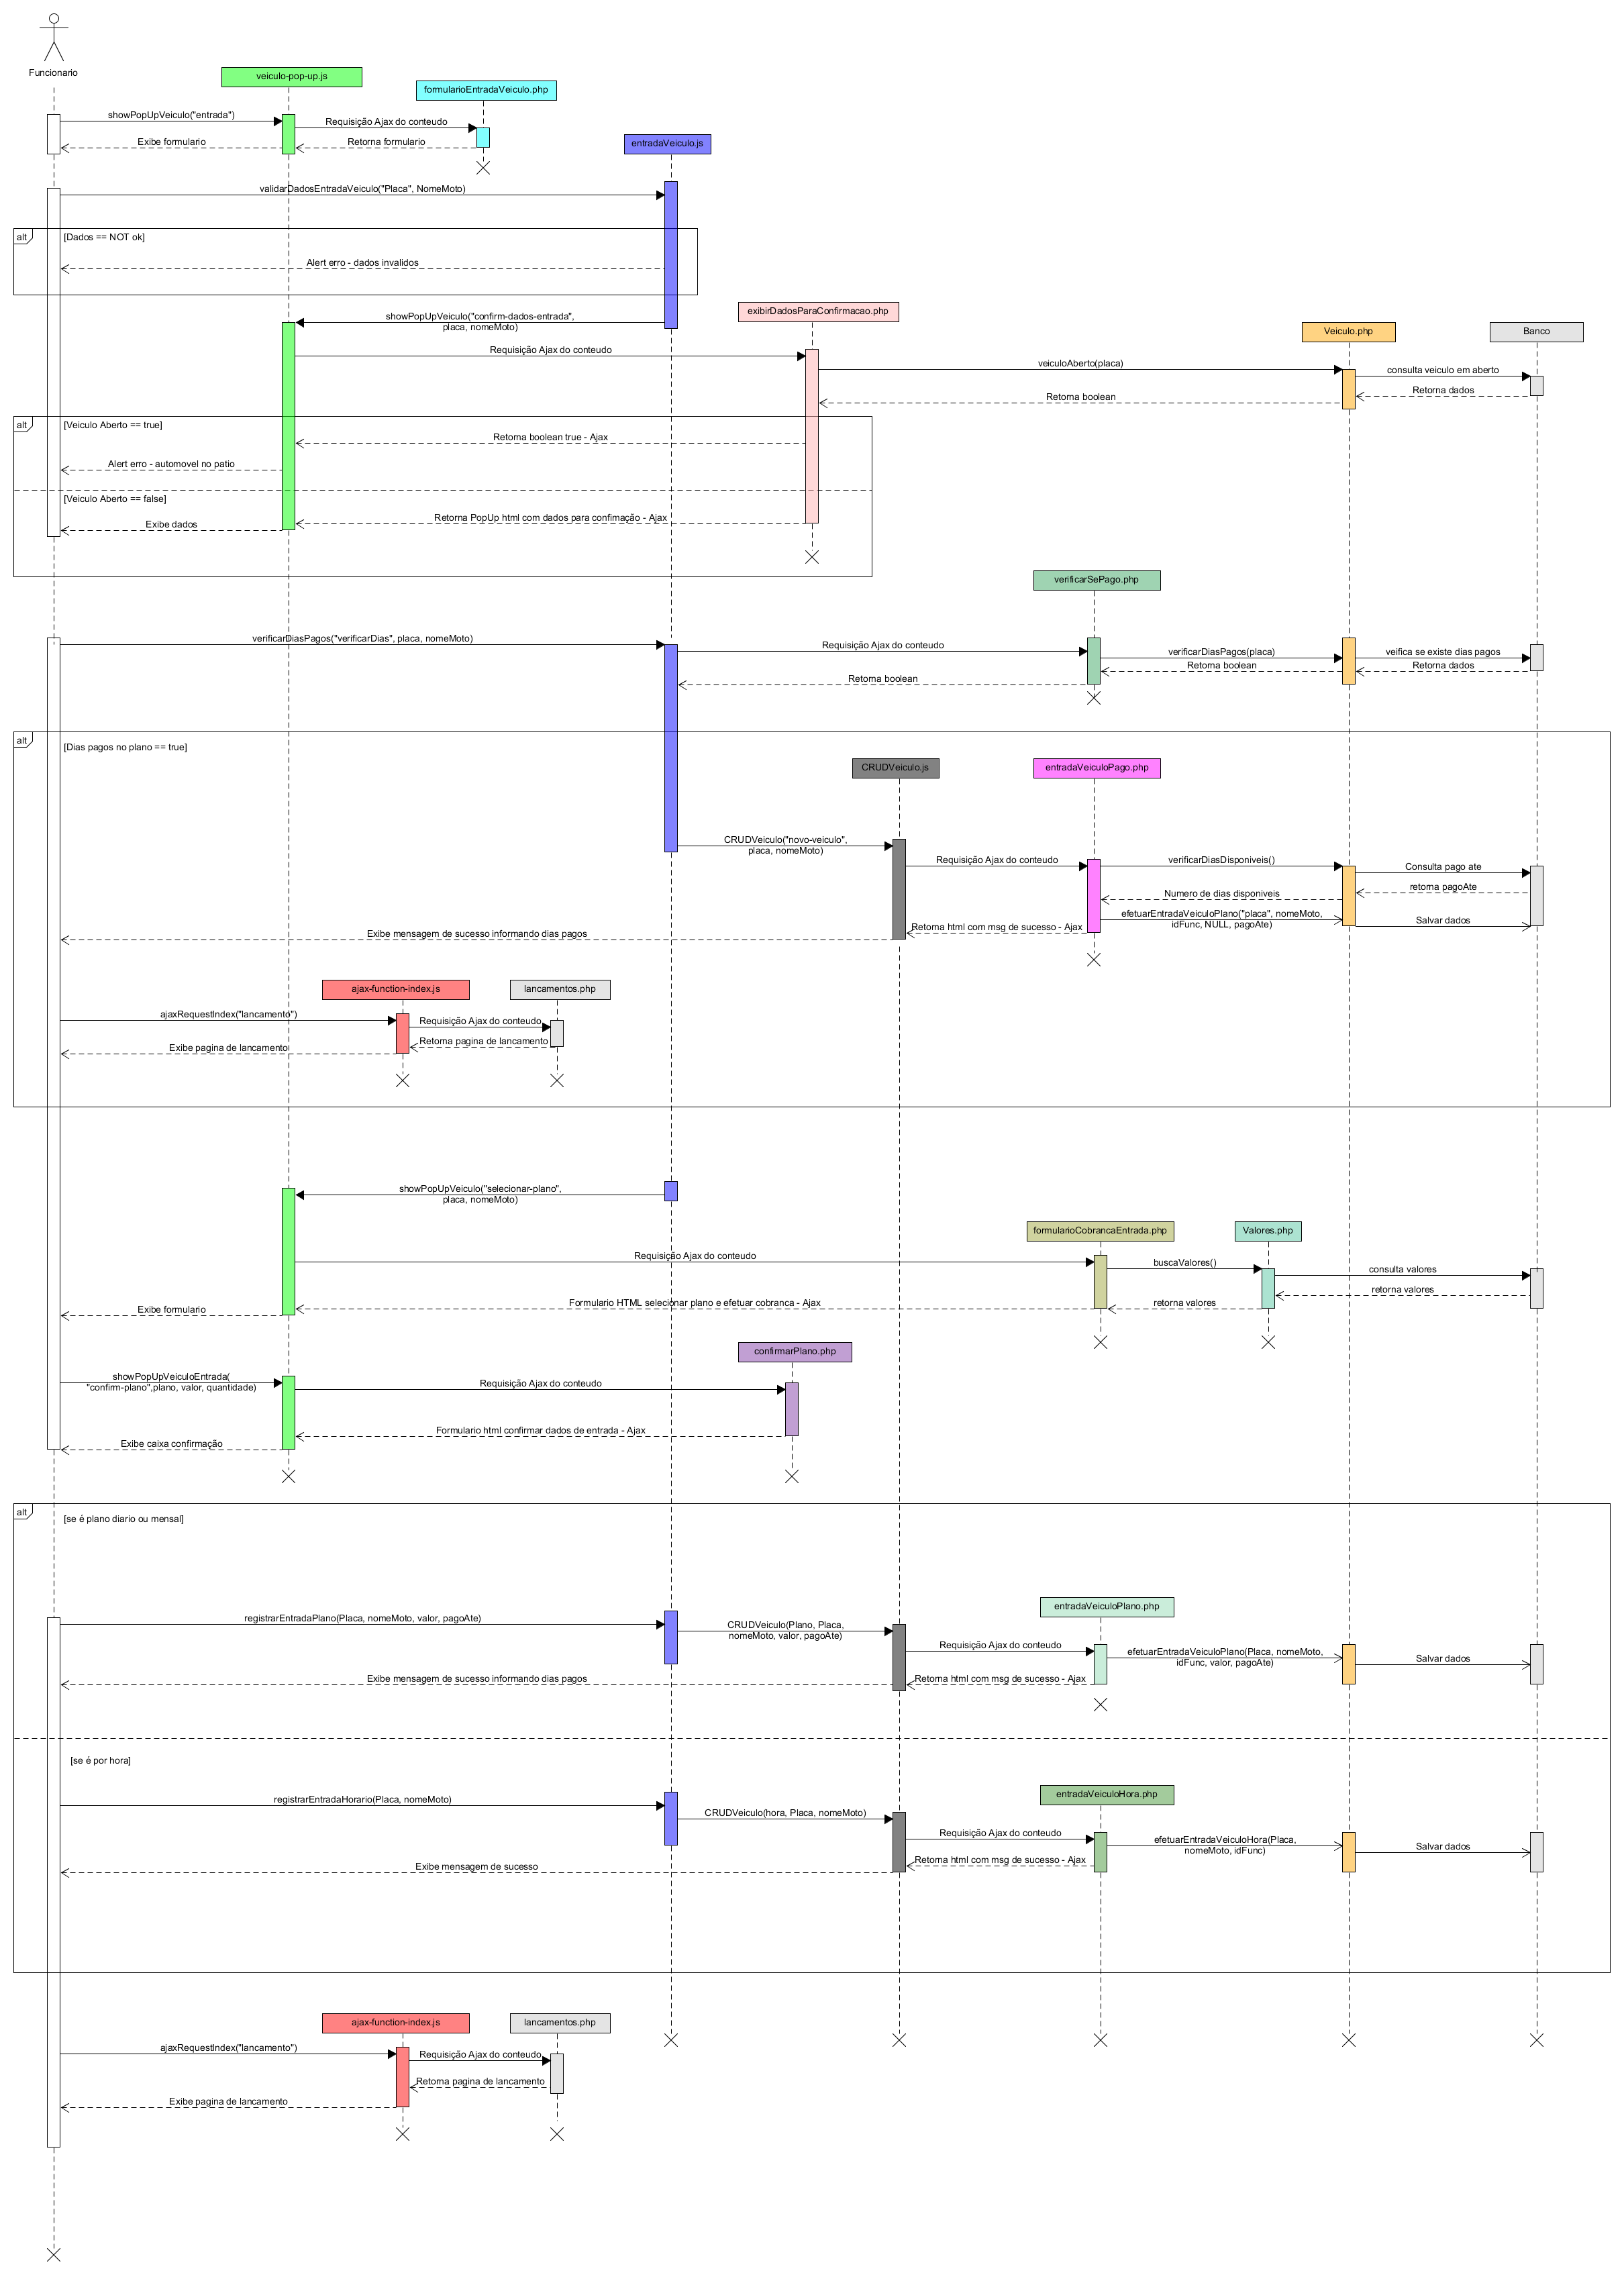 Funcionario
veiculo-pop-up.js
formularioEntradaVeiculo.php
showPopUpVeiculo("entrada")
Requisição Ajax do conteudo
Exibe formulario
Retorna formulario
entradaVeiculo.js
validarDadosEntradaVeiculo("Placa", NomeMoto)
alt
[Dados == NOT ok]
Alert erro - dados invalidos
exibirDadosParaConfirmacao.php
showPopUpVeiculo("confirm-dados-entrada",
placa, nomeMoto)
Veiculo.php
Banco
Requisição Ajax do conteudo
veiculoAberto(placa)
consulta veiculo em aberto
Retorna dados
Retorna boolean
alt
[Veiculo Aberto == true]
Retorna boolean true - Ajax
Alert erro - automovel no patio
[Veiculo Aberto == false]
Retorna PopUp html com dados para confimação - Ajax
Exibe dados
verificarSePago.php
verificarDiasPagos("verificarDias", placa, nomeMoto)
Requisição Ajax do conteudo
verificarDiasPagos(placa)
veifica se existe dias pagos
Retorna boolean
Retorna dados
Retorna boolean
alt
[Dias pagos no plano == true]
CRUDVeiculo.js
entradaVeiculoPago.php
CRUDVeiculo("novo-veiculo",
placa, nomeMoto)
Requisição Ajax do conteudo
verificarDiasDisponiveis()
Consulta pago ate
retorna pagoAte
Numero de dias disponiveis
efetuarEntradaVeiculoPlano("placa", nomeMoto,
idFunc, NULL, pagoAte)
Salvar dados
Retorna html com msg de sucesso - Ajax
Exibe mensagem de sucesso informando dias pagos
ajax-function-index.js
lancamentos.php
ajaxRequestIndex("lancamento")
Requisição Ajax do conteudo
Retorna pagina de lancamento
Exibe pagina de lancamento
showPopUpVeiculo("selecionar-plano",
placa, nomeMoto)
formularioCobrancaEntrada.php
Valores.php
Requisição Ajax do conteudo
buscaValores()
consulta valores
retorna valores
Formulario HTML selecionar plano e efetuar cobranca - Ajax
retorna valores
Exibe formulario
confirmarPlano.php
showPopUpVeiculoEntrada(
"confirm-plano",plano, valor, quantidade)
Requisição Ajax do conteudo
Formulario html confirmar dados de entrada - Ajax
Exibe caixa confirmação
alt
[se é plano diario ou mensal]
entradaVeiculoPlano.php
registrarEntradaPlano(Placa, nomeMoto, valor, pagoAte)
CRUDVeiculo(Plano, Placa,
nomeMoto, valor, pagoAte)
Requisição Ajax do conteudo
efetuarEntradaVeiculoPlano(Placa, nomeMoto,
idFunc, valor, pagoAte)
Salvar dados
Exibe mensagem de sucesso informando dias pagos
Retorna html com msg de sucesso - Ajax
[se é por hora]
entradaVeiculoHora.php
registrarEntradaHorario(Placa, nomeMoto)
CRUDVeiculo(hora, Placa, nomeMoto)
Requisição Ajax do conteudo
efetuarEntradaVeiculoHora(Placa,
nomeMoto, idFunc)
Salvar dados
Retorna html com msg de sucesso - Ajax
Exibe mensagem de sucesso
ajax-function-index.js
lancamentos.php
ajaxRequestIndex("lancamento")
Requisição Ajax do conteudo
Retorna pagina de lancamento
Exibe pagina de lancamento